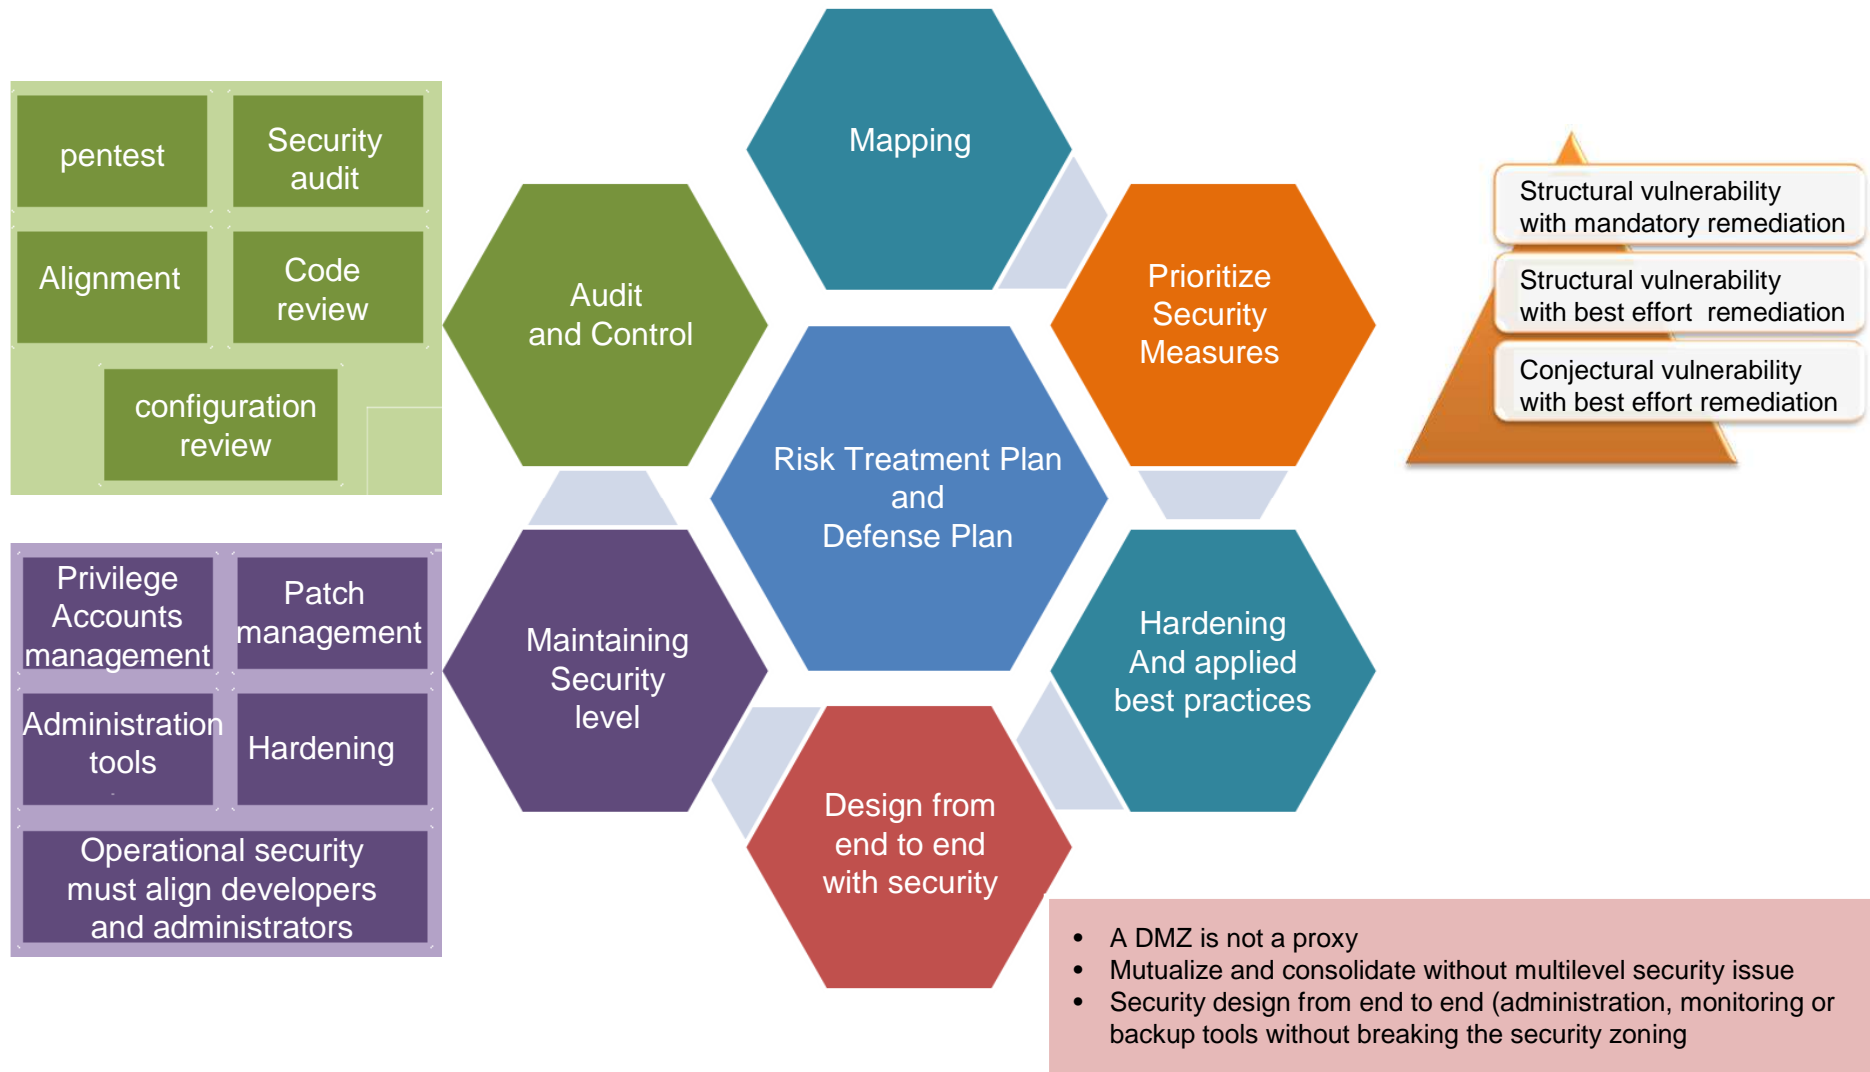 Mapping
pentest
Security
audit
Alignment
Code
review
configuration
review
Audit
and Control
Prioritize
Security
Measures
Structural vulnerability
with mandatory remediation
Structural vulnerability
with best effort  remediation
Conjectural vulnerability
with best effort remediation
Risk Treatment Plan
and
Defense Plan
Privilege
Accounts
management
Patch
management
Administration
tools
Hardening
Operational security
must align developers
and administrators
Maintaining
Security
level
Hardening
And applied
best practices
Design from
end to end
with security
• A DMZ is not a proxy
• Mutualize and consolidate without multilevel security issue
• Security design from end to end (administration, monitoring or
backup tools without breaking the security zoning